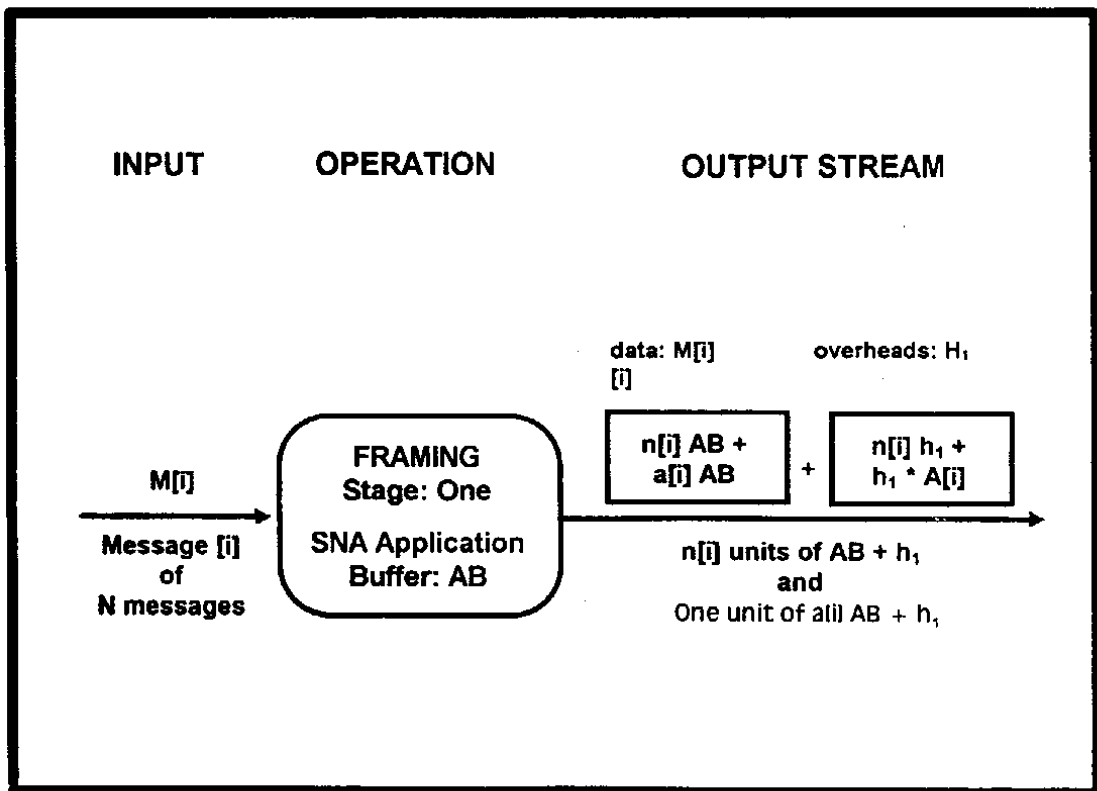 INPUT
OPERATION
OUTPUT STREAM
data: M[i]
[i]
overheads: H₁
n[i] AB +
a[i] AB
+
n[i] h₁ +
h₁ * A[i]
M[i]
Message [i]
of
N messages
FRAMING
Stage: One
SNA Application
Buffer: AB
n[i] units of AB + h₁
and
One unit of a[i] AB + h₁